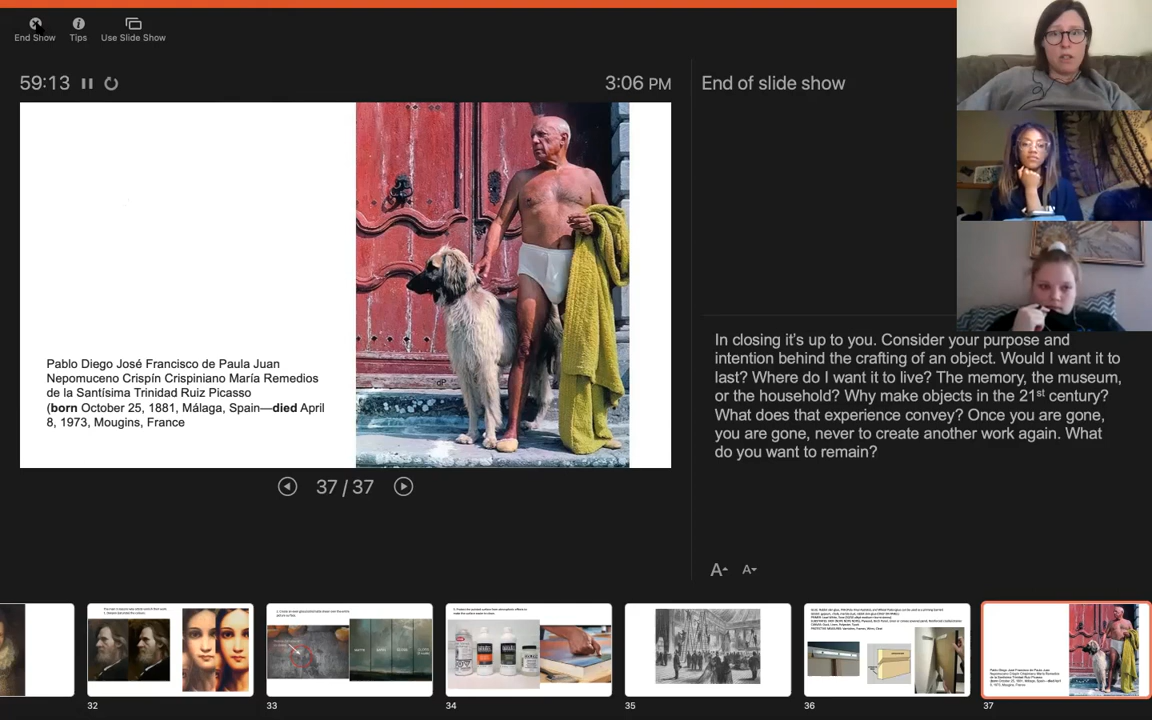 End Show
Tips
Use Slide Show
59:13
3:06 PM
End of slide show
Pablo Diego José Francisco de Paula Juan
Nepomuceno Crispín Crispiniano María Remedios
de la Santísima Trinidad Ruiz Picasso
(born October 25, 1881, Málaga, Spain—died April
8, 1973, Mougins, France
37 / 37
In closing it's up to you. Consider your purpose and
intention behind the crafting of an object. Would I want it to
last? Where do I want it to live? The memory, the museum,
or the household? Why make objects in the 21st century?
What does that experience convey? Once you are gone,
you are gone, never to create another work again. What
do you want to remain?
A A
32
33
34
35
36
37